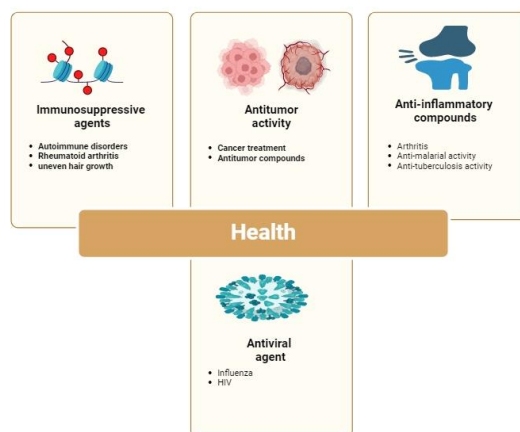 Immunosuppressive
agents
• Autoimmune disorders
• Rheumatoid arthritis
• uneven hair growth
Antitumor
activity
• Cancer treatment
• Antitumor compounds
Anti-inflammatory
compounds
• Arthritis
• Anti-malarial activity
• Anti-tuberculosis activity
Health
Antiviral
agent
• Influenza
• HIV